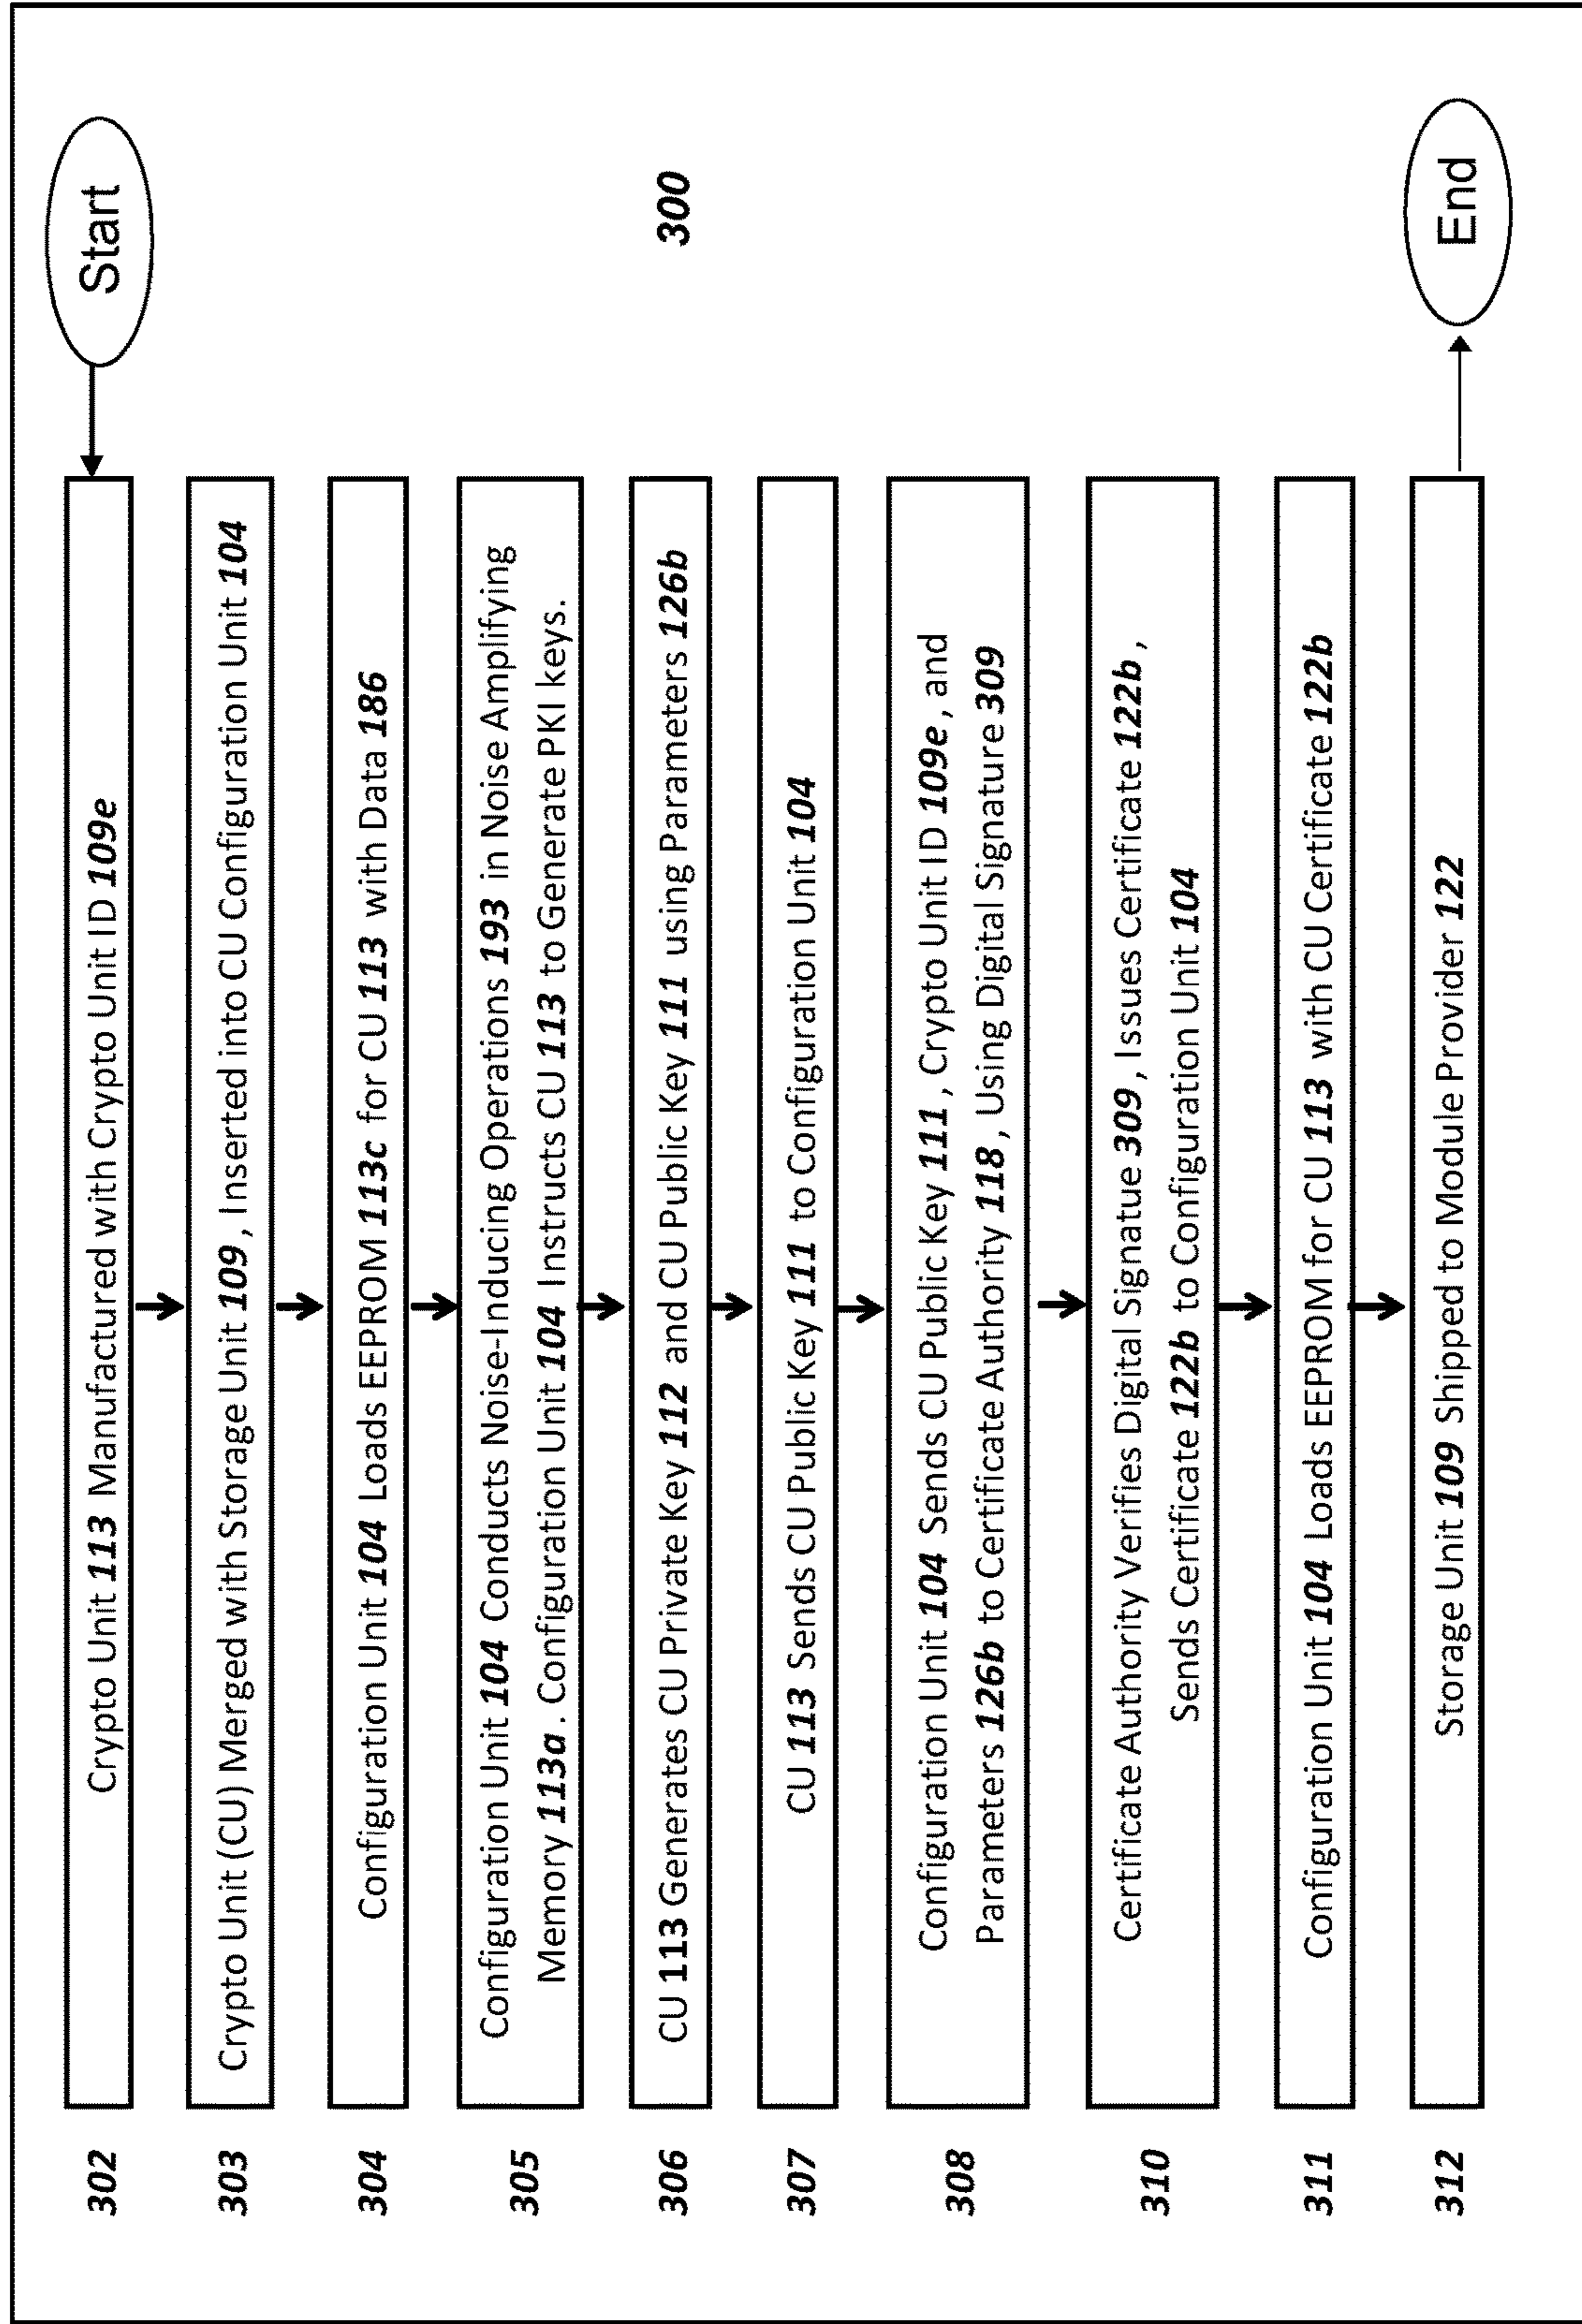 Start
302
Crypto Unit 113 Manufactured with Crypto Unit ID 109e
303
Crypto Unit (CU) Merged with Storage Unit 109, Inserted into CU Configuration Unit 104
304
Configuration Unit 104 Loads EEPROM 113c for CU 113 with Data 186
305
Configuration Unit 104 Conducts Noise-Inducing Operations 193 in Noise Amplifying
Memory 113a. Configuration Unit 104 Instructs CU 113 to Generate PKI keys.
300
306
CU 113 Generates CU Private Key 112 and CU Public Key 111 using Parameters 126b
307
CU 113 Sends CU Public Key 111 to Configuration Unit 104
308
Configuration Unit 104 Sends CU Public Key 111, Crypto Unit ID 109e, and
Parameters 126b to Certificate Authority 118, Using Digital Signature 309
310
Certificate Authority Verifies Digital Signatue 309, Issues Certificate 122b,
Sends Certificate 122b to Configuration Unit 104
311
Configuration Unit 104 Loads EEPROM for CU 113 with CU Certificate 122b
312
Storage Unit 109 Shipped to Module Provider 122
End